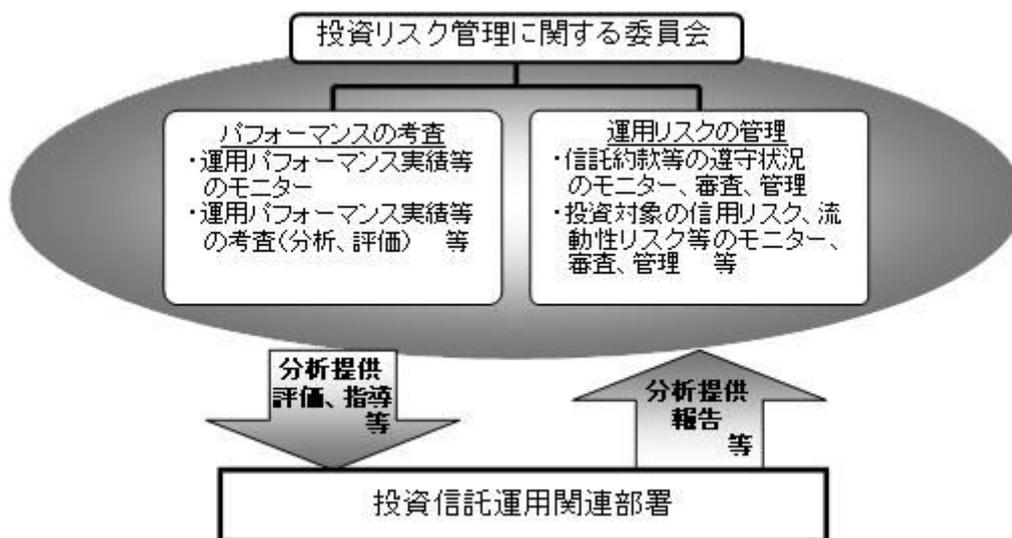 投資リスク管理に関する委員会
パフォーマンスの考査
・運用パフォーマンス実績等
のモニター
・運用パフォーマンス実績等
の考査(分析、評価)　等
運用リスクの管理
・信託約款等の遵守状況
のモニター、審査、管理
・投資対象の信用リスク、流
動性リスク等のモニター、
審査、管理　等
分析提供
評価、指導
等
分析提供
報告
等
投資信託運用関連部署